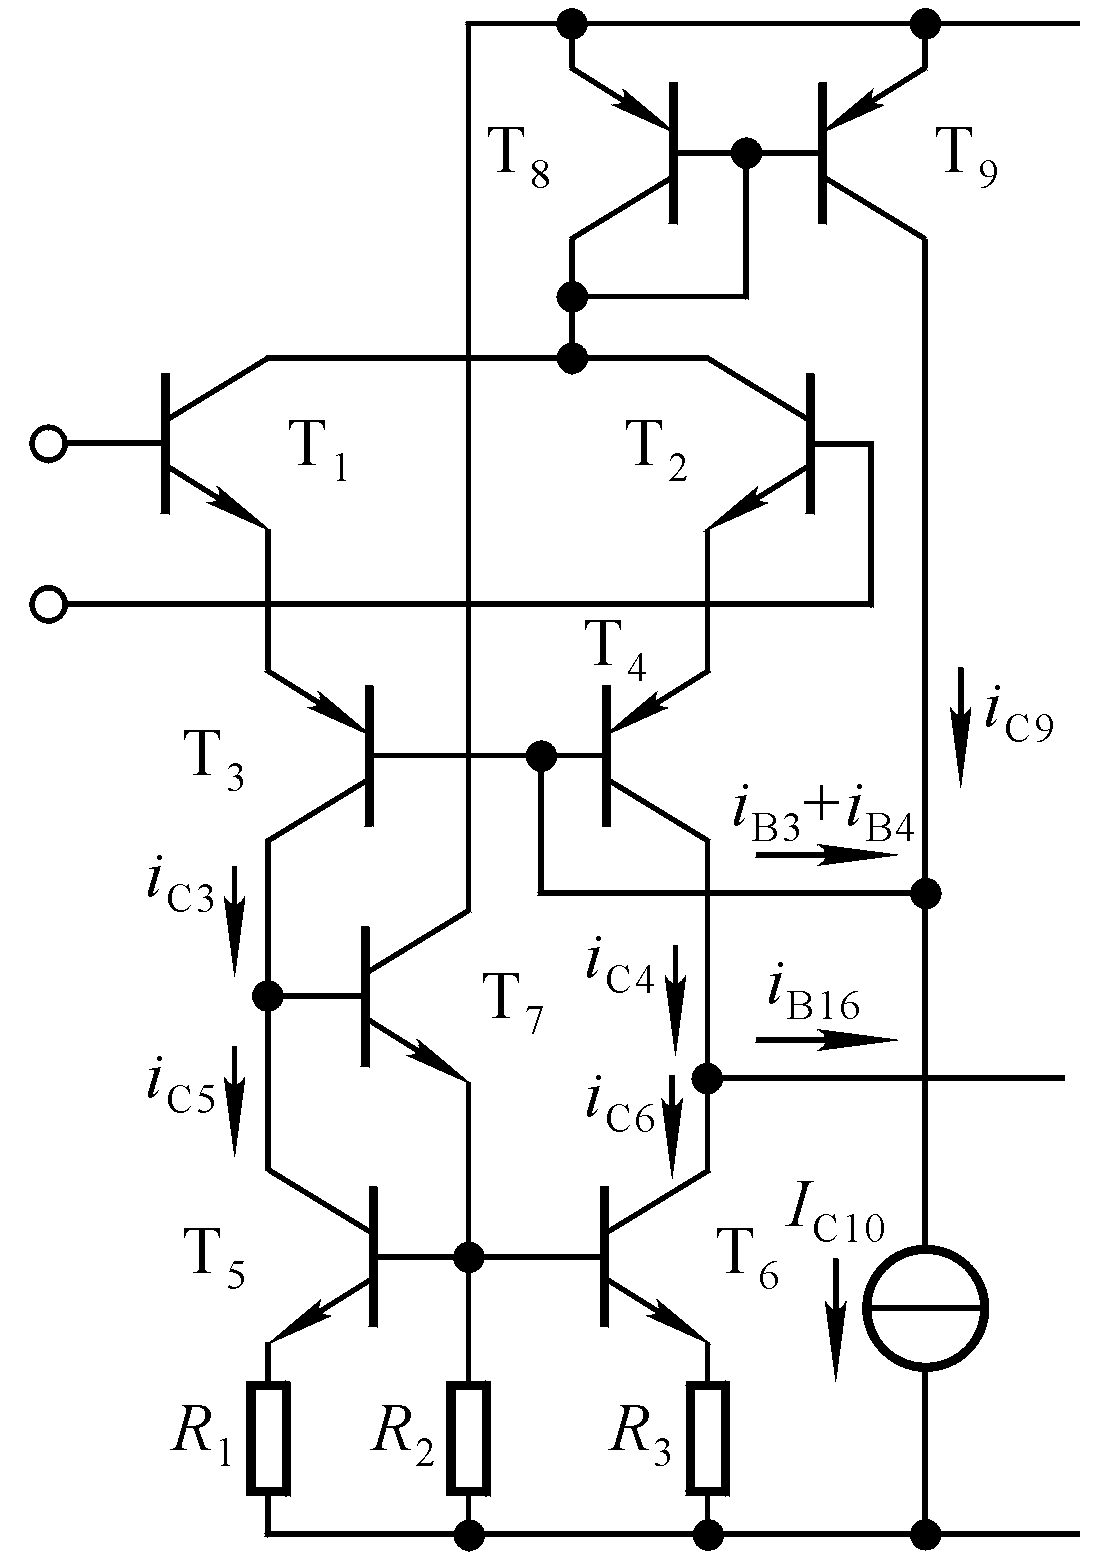 T8 T9
T1 T2
T4
T3
iC9
iB3+iB4
iC3
iC4
iB16
T7
iC5
iC6
IC10
T5 T6
R1 R2 R3